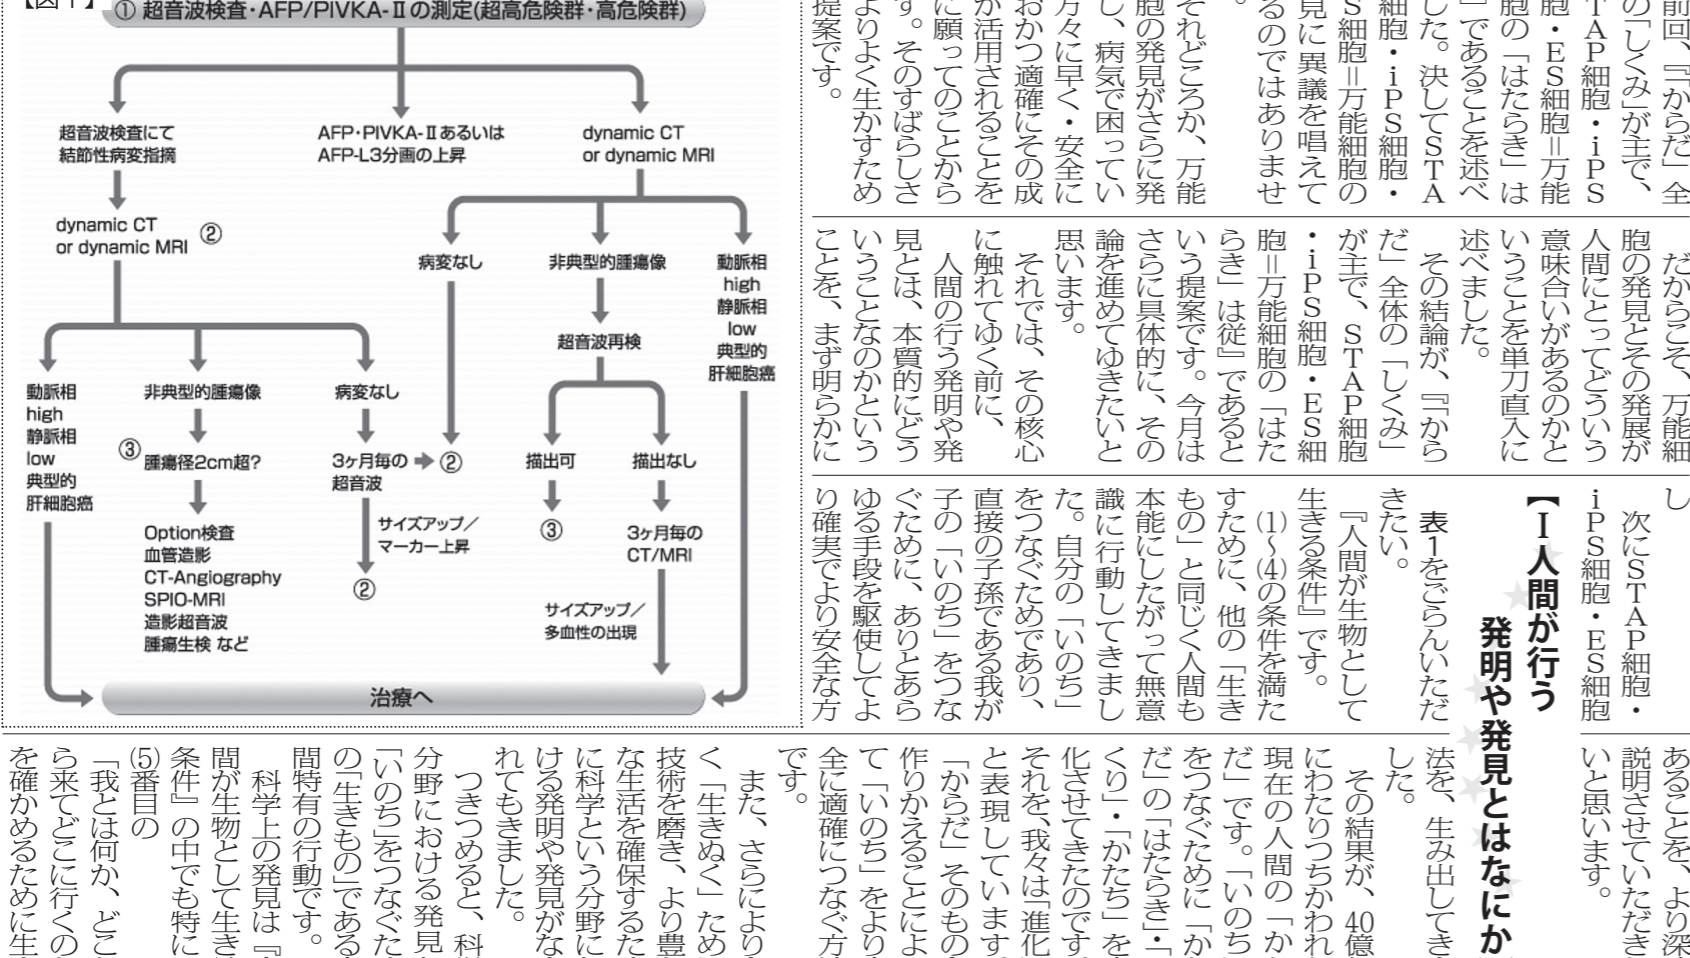 【図1】
① 超音波検査・AFP/PIVKA-Ⅱの測定(超高危険群・高危険群)
超音波検査にて
結節性病変指摘
AFP・PIVKA-Ⅱあるいは
AFP-L3分画の上昇
dynamic CT
or dynamic MRI
dynamic CT
or dynamic MRI
②
病変なし
非典型的腫瘍像
動脈相
high
静脈相
low
典型的
肝細胞癌
超音波再検
動脈相
high
静脈相
low
典型的
肝細胞癌
非典型的腫瘍像
病変なし
③
腫瘍径2cm超?
3ヶ月毎の
超音波
②
描出可
描出なし
Option検査
血管造影
CT-Angiography
SPIO-MRI
造影超音波
腫瘍生検 など
サイズアップ／
マーカー上昇
②
③
3ヶ月毎の
CT/MRI
サイズアップ／
多血性の出現
治療へ
前回、『「からだ」全
の「しくみ」が主で、
TAP細胞・iPS
胞・ES細胞＝万能
胞の「はたらき」は
』であることを述べ
した。決してSTA
細胞・iPS細胞・
S細胞＝万能細胞の
見に異議を唱えて
るのではありませ
。
それどころか、万能
胞の発見がさらに発
し、病気で困ってい
方々に早く・安全に
おかつ適確にその成
が活用されることを
に願ってのことから
す。そのすばらしさ
よりよく生かすため
提案です。
だからこそ、万能細
胞の発見とその発展が
人間にとってどういう
意味合いがあるのかと
いうことを単刀直入に
述べました。
その結論が、『「から
だ」全体の「しくみ」
が主で、STAP細胞
・iPS細胞・ES細
胞＝万能細胞の「はた
らき」は従』であると
いう提案です。今月は
さらに具体的に、その
論を進めてゆきたいと
思います。
それでは、その核心
に触れてゆく前に、
人間の行う発明や発
見とは、本質的にどう
いうことなのかという
ことを、まず明らかに
し
次にSTAP細胞・
iPS細胞・ES細胞
あることを、より深
説明させていただき
いと思います。
【Ⅰ人間が行う
発明や発見とはなにか
表1をごらんいただ
きたい。
『人間が生物として
生きる条件』です。
⑴〜⑷の条件を満た
すために、他の「生き
もの」と同じく人間も
本能にしたがって無意
識に行動してきまし
た。自分の「いのち」
をつなぐためであり、
直接の子孫である我が
子の「いのち」をつな
ぐために、ありとあら
ゆる手段を駆使してよ
り確実でより安全な方
法を、生み出してき
した。
その結果が、40億
にわたりつちかわれ
現在の人間の「か
だ」です。「いのち
をつなぐために「か
だ」の「はたらき」・「
くり」・「かたち」を
化させてきたのです
それを、我々は「進化
と表現しています
「からだ」そのもの
作りかえることによ
て「いのち」をより
全に適確につなぐ方
です。
また、さらにより
く「生きぬく」ため
技術を磨き、より豊
な生活を確保するた
に科学という分野に
ける発明や発見がな
れてもきました。
つきつめると、科
分野における発見
「いのち」をつなぐた
の「生きもの」である
間特有の行動です。
科学上の発見は『
間が生物として生き
条件』の中でも特に
⑸番目の
「我とは何か、どこ
ら来てどこに行くの
を確かめるために生